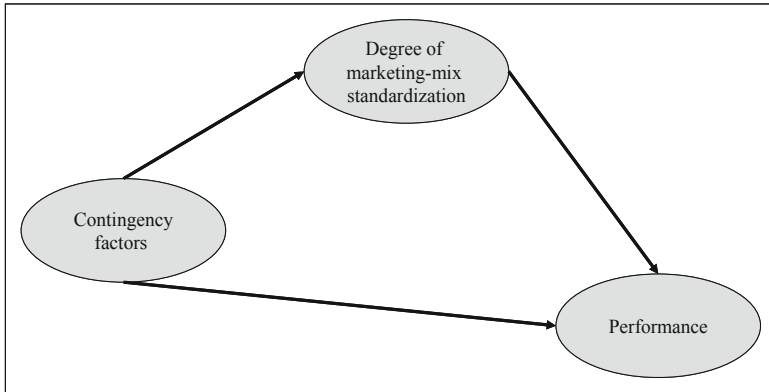 Degree of
marketing-mix
standardization
Contingency
factors
Performance